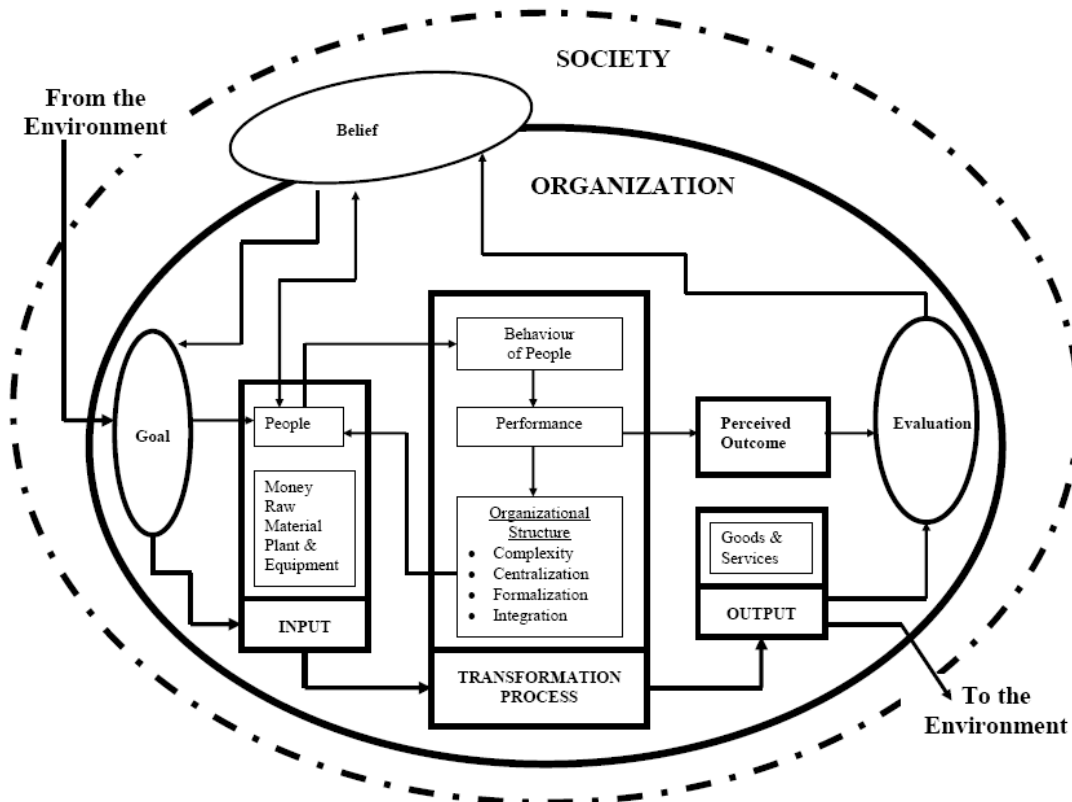 SOCIETY
From the
Environment
Belief
ORGANIZATION
Goal
People
Money
Raw
Material
Plant &
Equipment
INPUT
Behaviour
of People
Performance
Organizational
Structure
• Complexity
• Centralization
• Formalization
• Integration
TRANSFORMATION
PROCESS
Perceived
Outcome
Goods &
Services
OUTPUT
Evaluation
To the
Environment